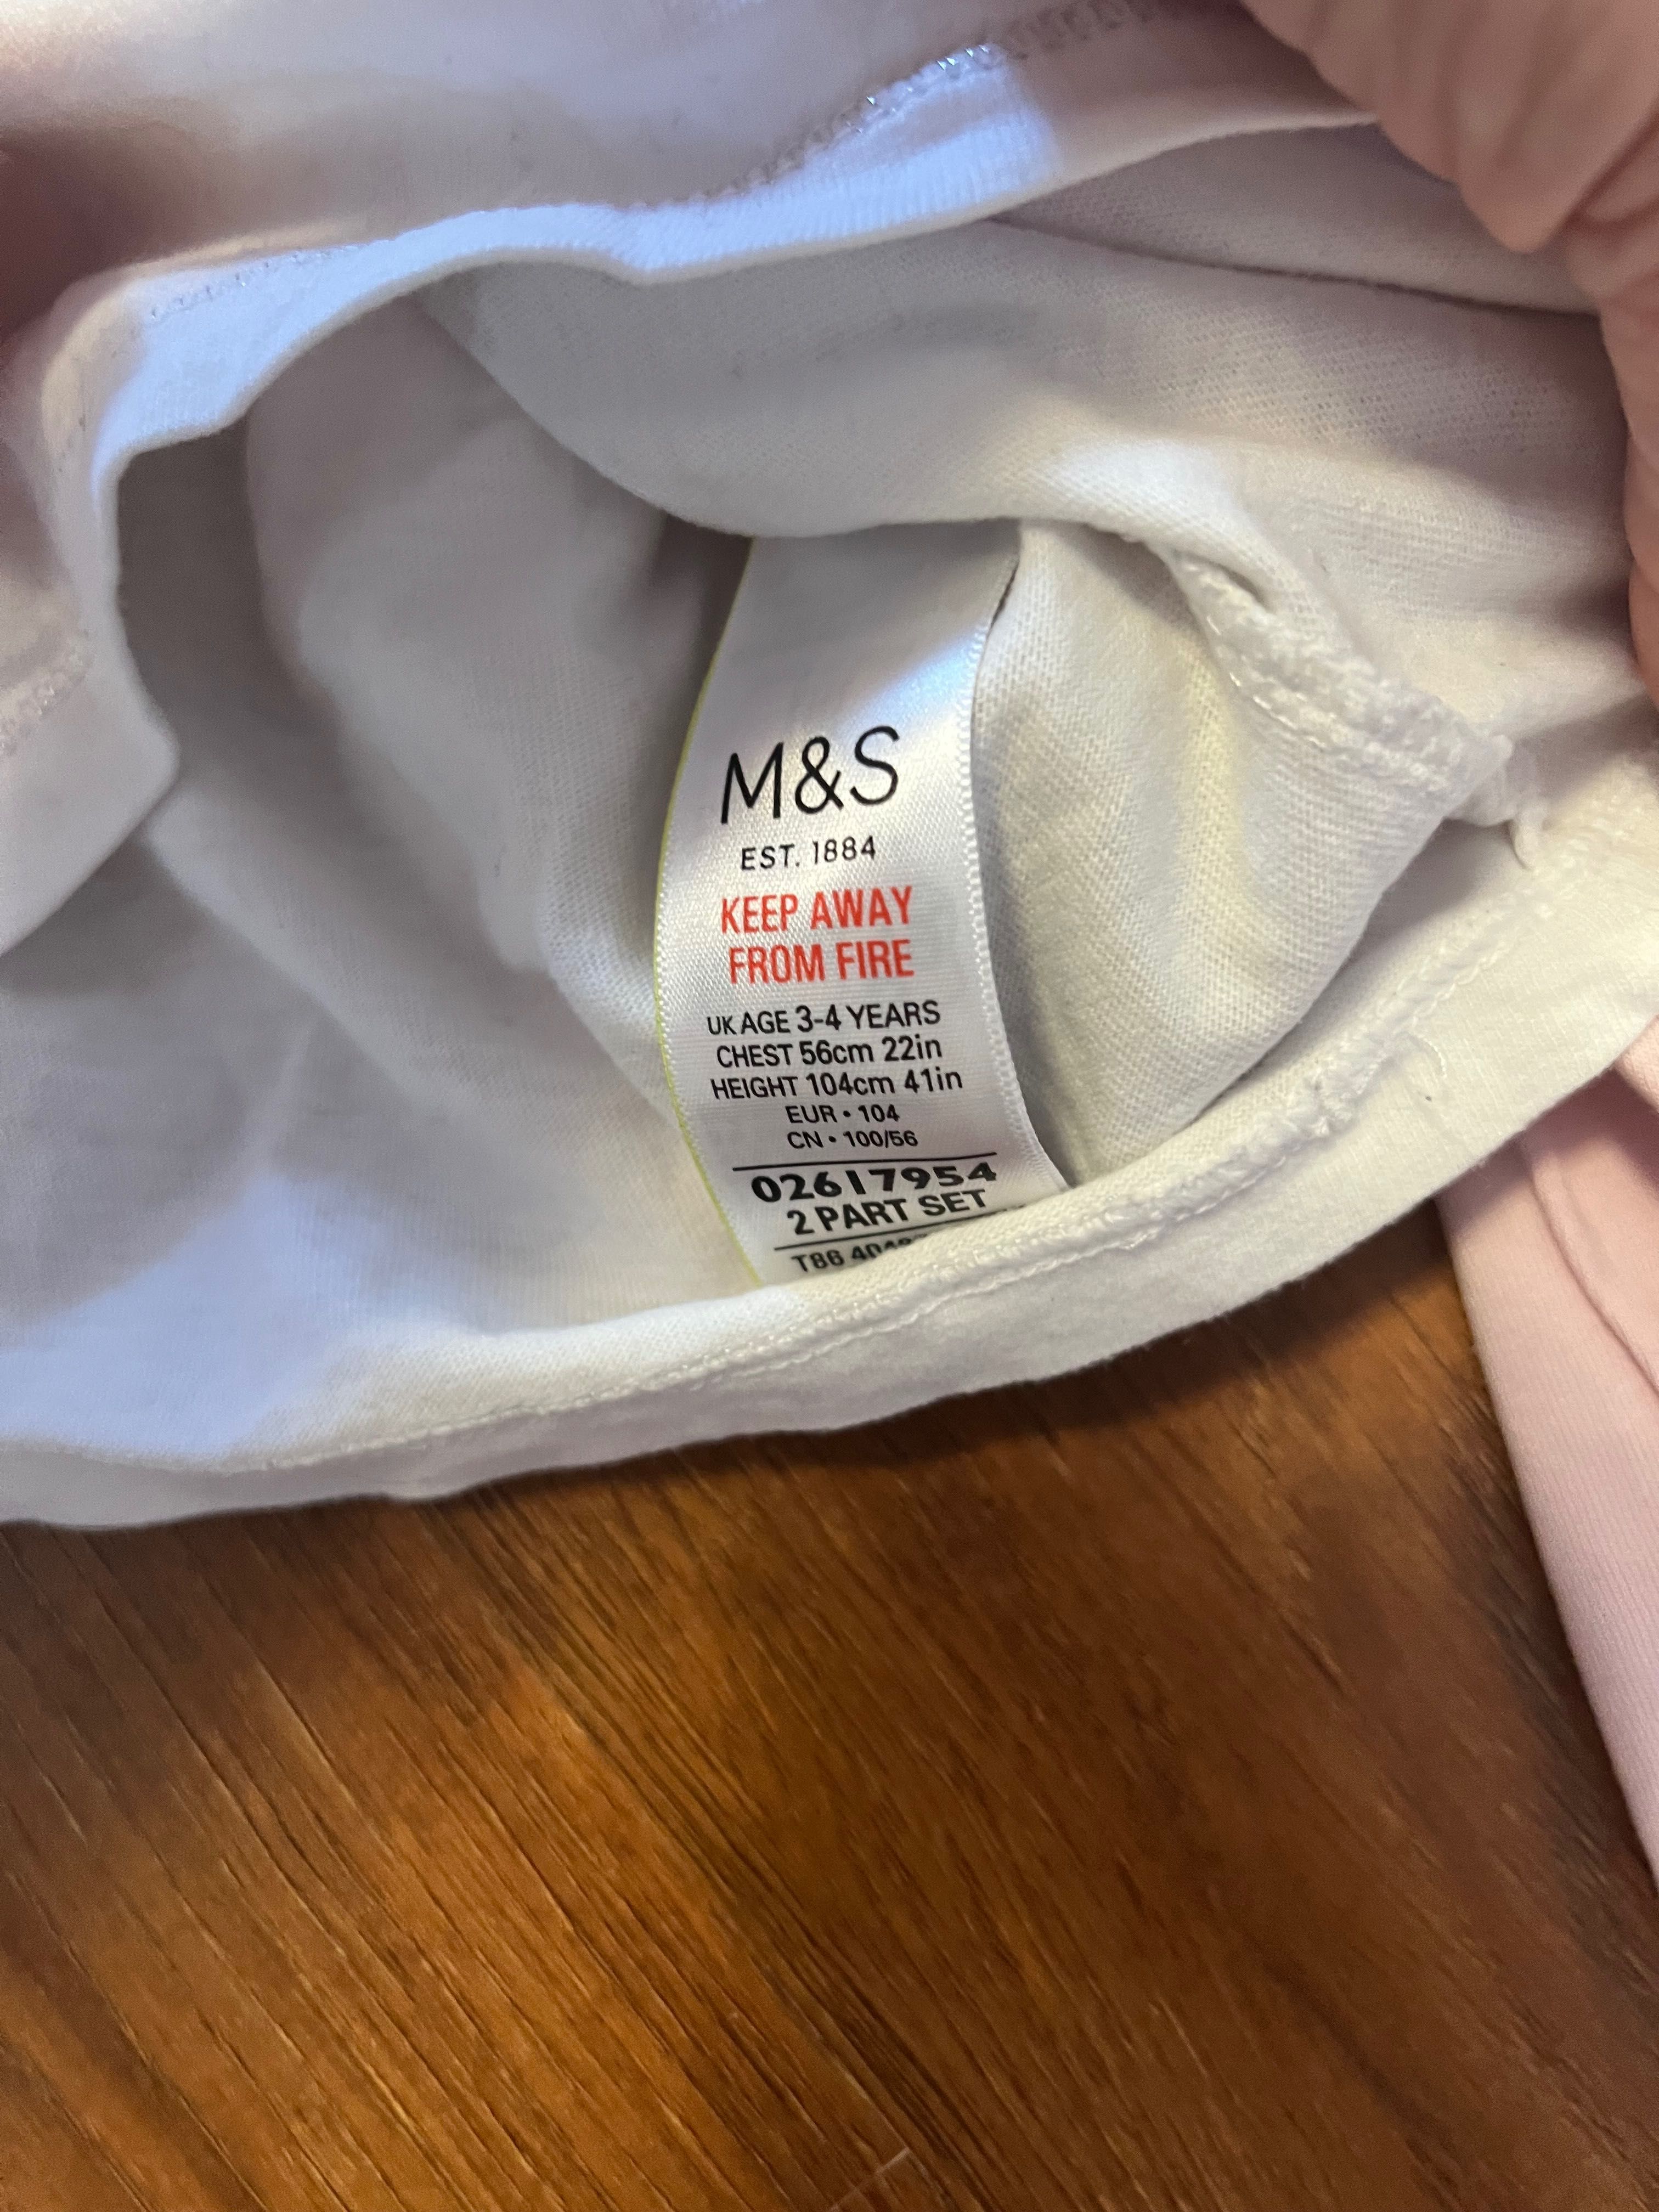 M&S
EST. 1884
KEEP AWAY
FROM FIRE
UK AGE 3-4 YEARS
CHEST 56cm 22in
HEIGHT 104cm 41in
EUR • 104
CN • 100/56
02617954
2 PART SET
T86